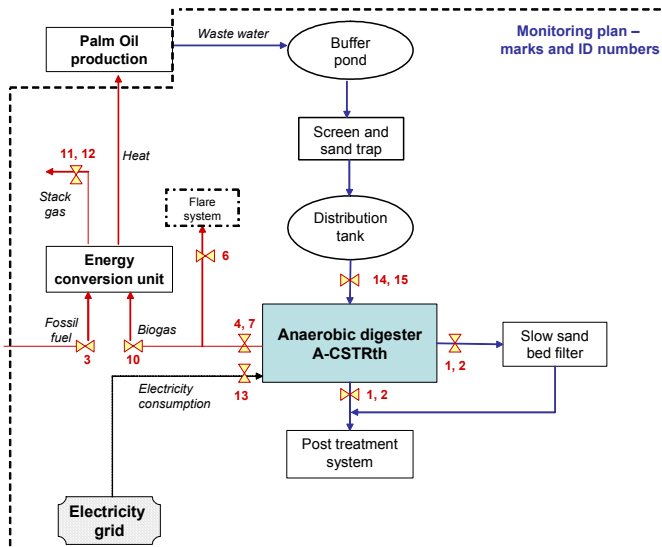 Monitoring plan –
marks and ID numbers
Palm Oil
production
Waste water
Buffer
pond
Screen and
sand trap
11, 12
Heat
Stack
gas
Flare
system
Distribution
tank
6
Energy
conversion unit
14, 15
Fossil
fuel
Biogas
4, 7
Anaerobic digester
A-CSTRth
Slow sand
bed filter
3
10
1, 2
Electricity
consumption
13
1, 2
Post treatment
system
Electricity
grid